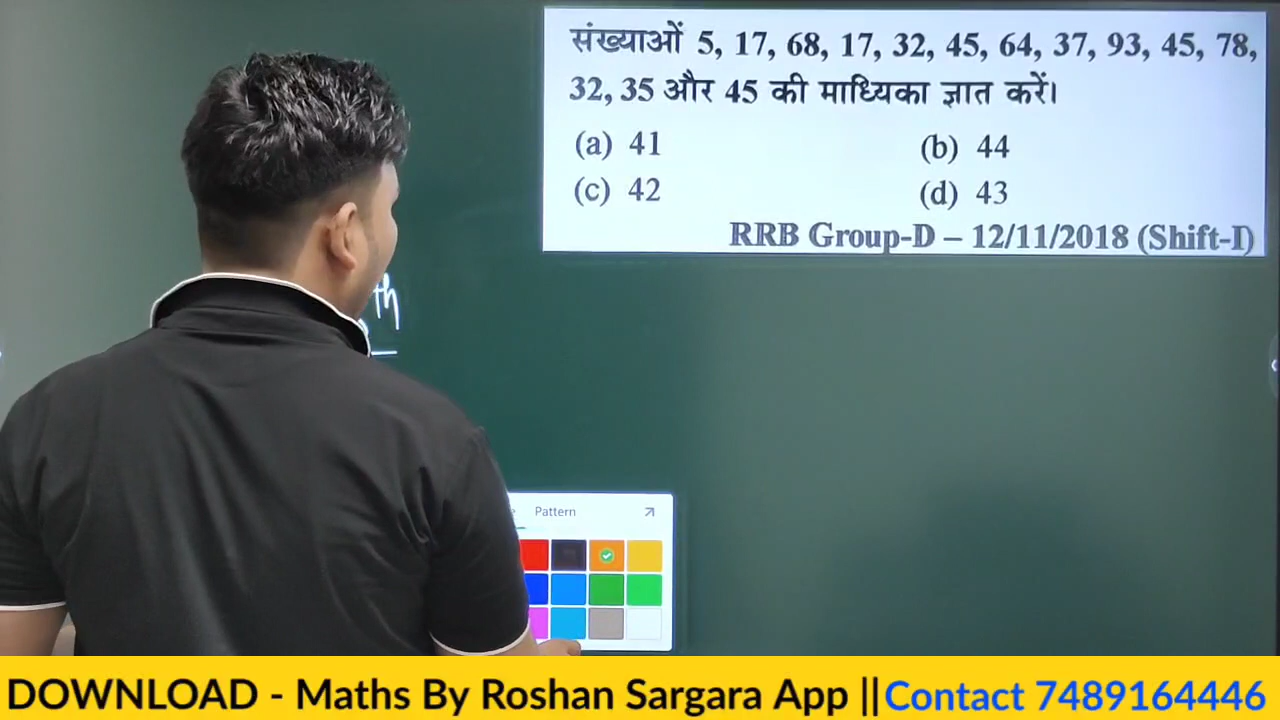 संख्याओं 5, 17, 68, 17, 32, 45, 64, 37, 93, 45, 78,
32, 35 और 45 की माध्यिका ज्ञात करें।
(a) 41 (b) 44
(c) 42 (d) 43
RRB Group-D – 12/11/2018 (Shift-I)
Pattern
DOWNLOAD - Maths By Roshan Sargara App || Contact 7489164446